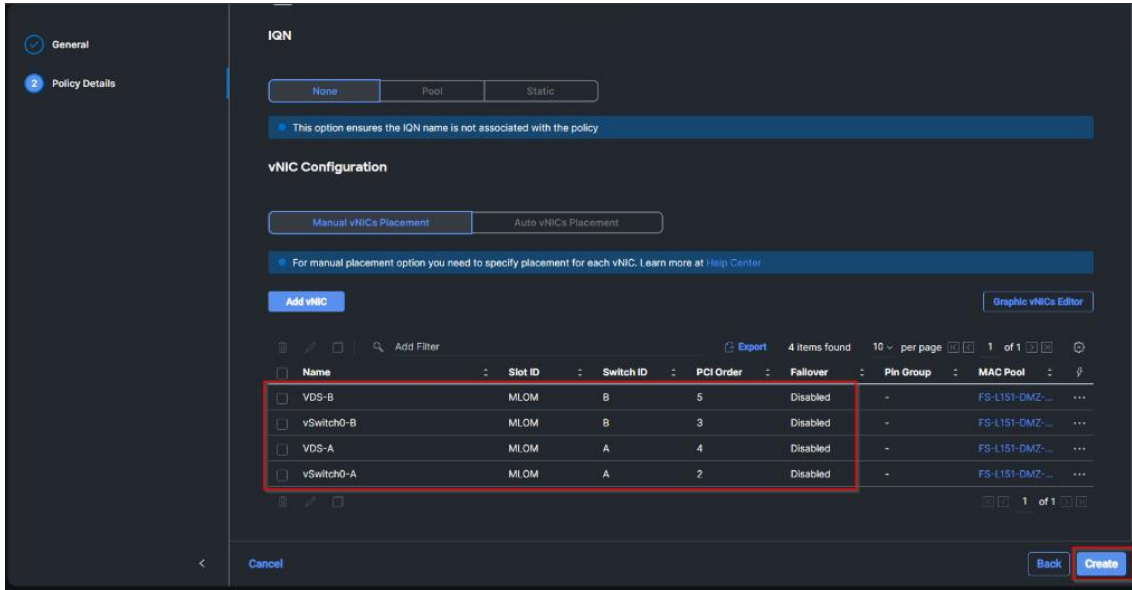 IQN
General
2 Policy Details
None Pool Static
This option ensures the IQN name is not associated with the policy
vNIC Configuration
Manual vNICs Placement Auto vNICs Placement
For manual placement option you need to specify placement for each vNIC. Learn more at Help Center
Add vNIC Graphic vNICs Editor
Add Filter Export 4 items found 10 per page 1 of 1
Name Slot ID Switch ID PCI Order Failover Pin Group MAC Pool
VDS-B MLOM B 5 Disabled - FS-L151-DMZ-... ...
vSwitch0-B MLOM B 3 Disabled - FS-L151-DMZ-... ...
VDS-A MLOM A 4 Disabled - FS-L151-DMZ-... ...
vSwitch0-A MLOM A 2 Disabled - FS-L151-DMZ-... ...
1 of 1
< Cancel Back Create